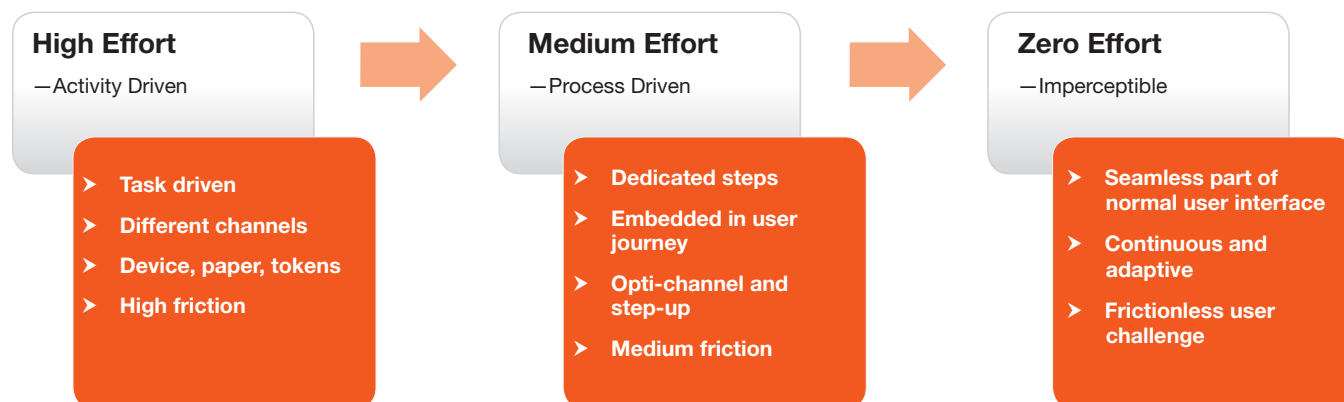 High Effort
—Activity Driven
➤ Task driven
➤ Different channels
➤ Device, paper, tokens
➤ High friction
Medium Effort
—Process Driven
➤ Dedicated steps
➤ Embedded in user
journey
➤ Opti-channel and
step-up
➤ Medium friction
Zero Effort
—Imperceptible
➤ Seamless part of
normal user interface
➤ Continuous and
adaptive
➤ Frictionless user
challenge